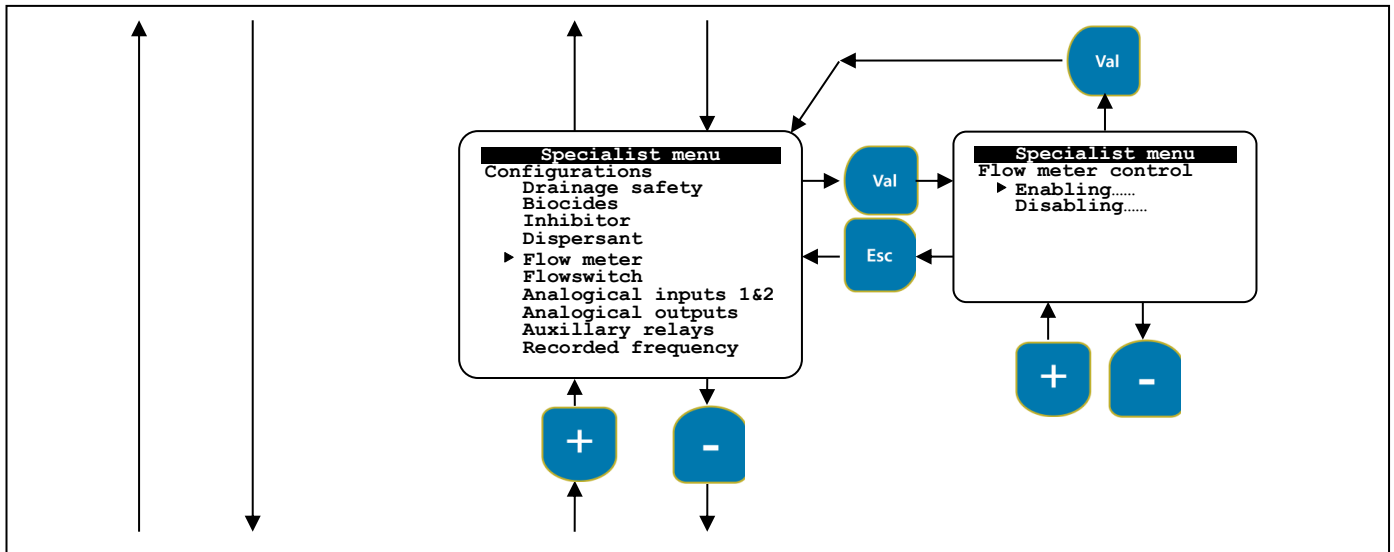 Val
Specialist menu
Configurations
Drainage safety
Biocides
Inhibitor
Dispersant
Flow meter
Flowswitch
Analogical inputs 1&2
Analogical outputs
Auxillary relays
Recorded frequency
Val
Esc
Specialist menu
Flow meter control
Enabling……
Disabling……
+
-
+
-